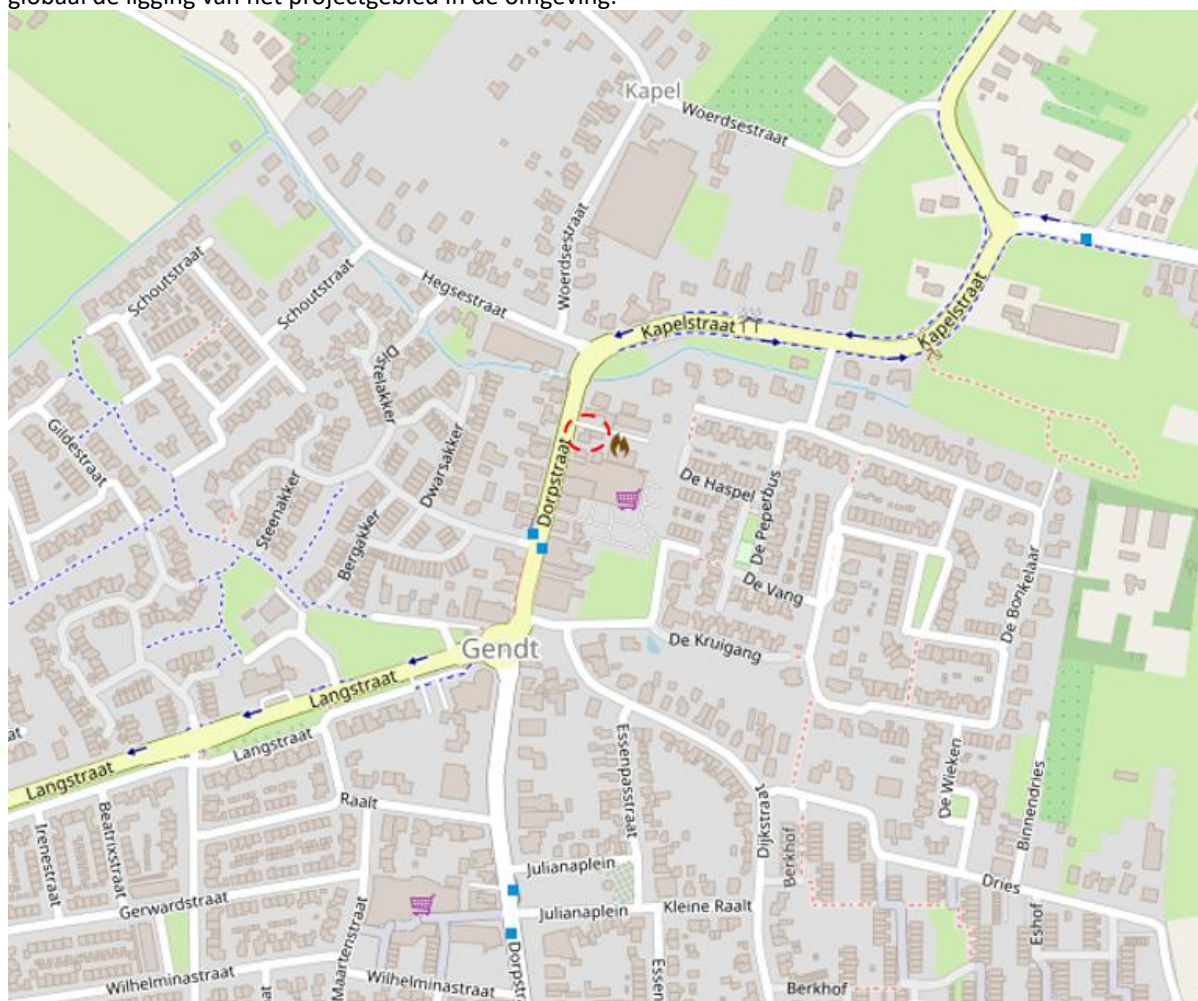 globaal de ligging van het projectgebied in de omgeving.
Kapel
Woerdsestraat
Woerdsestraat
Schoutstraat
Schoutstraat
Hegsestraat
Kapelstraat
Kapelstraat
Distelakker
Gildestraat
Dwarsakker
Dorpstraat
De Haspel
De Peperbus
Steenakker
Bergakker
De Vang
De Bonkelaar
Gendt
De Kruigang
Langstraat
Langstraat
Langstraat
at
Essenpasstraat
De Wieken
Binnendries
Raalt
Beatrixstraat
Irenestraat
Dijkstraat
Berkhof
Julianaplein
Dries
Gerwardstraat
Julianaplein
Kleine Raalt
Eshof
Maartenstraat
Dorpstr
Wilhelminastraat
Wilhelminastraat
Essen
Berkhof